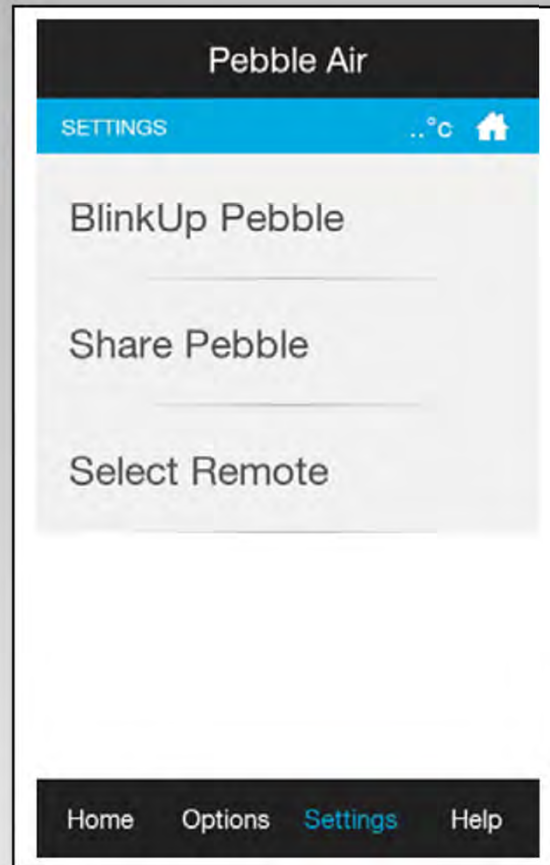 Pebble Air
SETTINGS ..°c
BlinkUp Pebble
Share Pebble
Select Remote
Home Options Settings Help